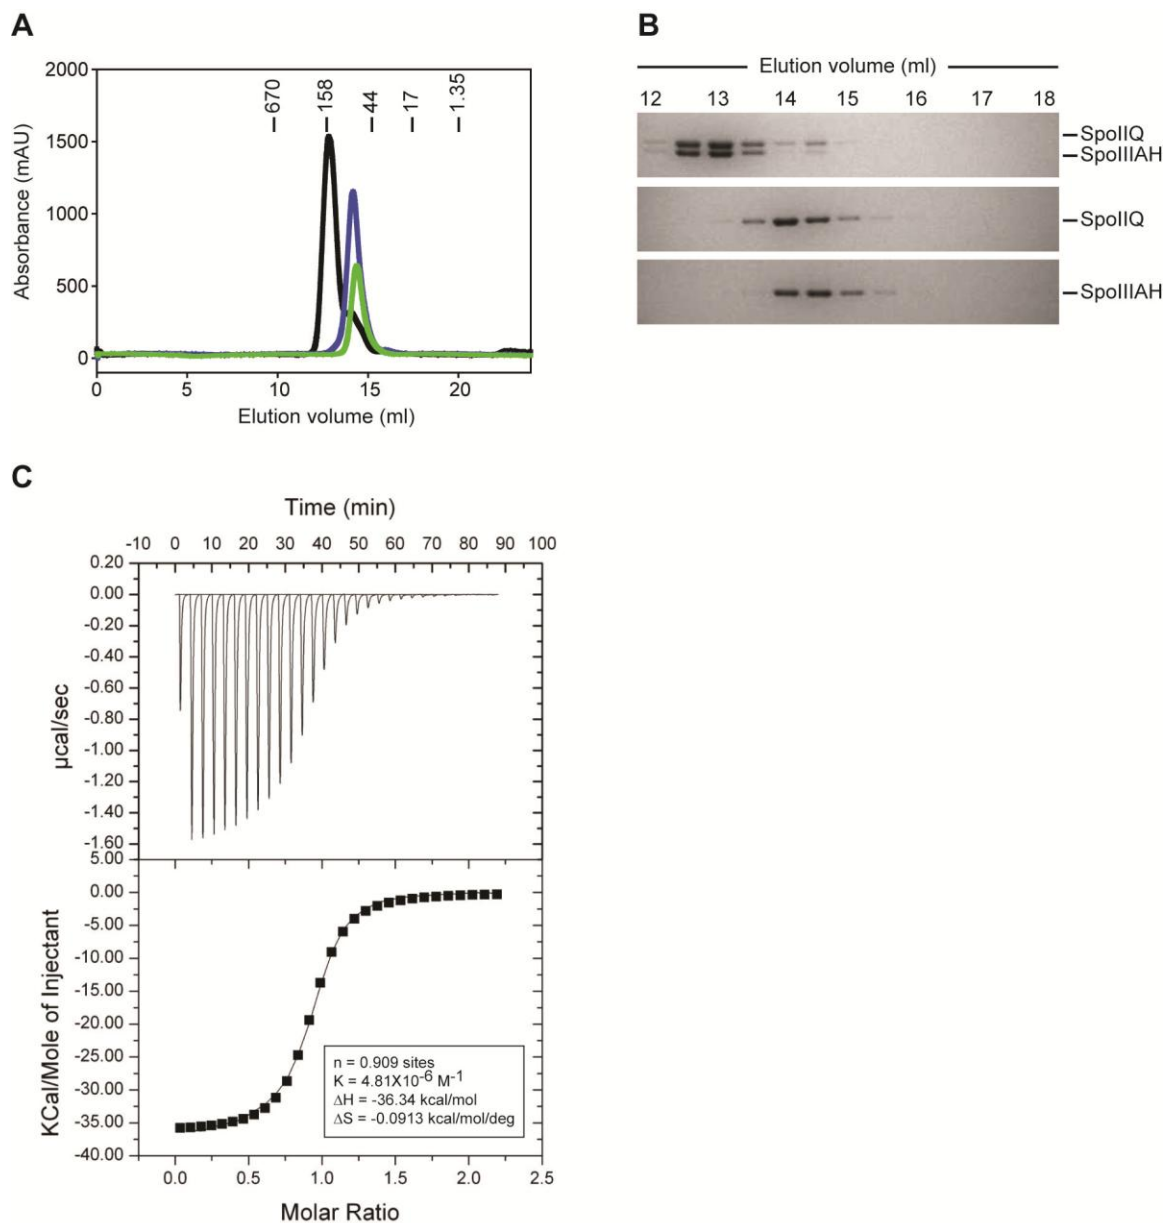 A
2000
1500
1000
500
0
Absorbance (mAU)
670
158
44
17
1.35
0 5 10 15 20
Elution volume (ml)
B
Elution volume (ml)
12 13 14 15 16 17 18
SpoIIQ
SpoIIIAH
SpoIIQ
SpoIIIAH
C
Time (min)
-10 0 10 20 30 40 50 60 70 80 90 100
0.20
0.00
-0.20
-0.40
-0.60
-0.80
-1.00
-1.20
-1.40
-1.60
µcal/sec
5.00
0.00
-5.00
-10.00
-15.00
-20.00
-25.00
-30.00
-35.00
-40.00
KCal/Mole of Injectant
n = 0.909 sites
K = 4.81X10⁻⁶ M⁻¹
ΔH = -36.34 kcal/mol
ΔS = -0.0913 kcal/mol/deg
0.0 0.5 1.0 1.5 2.0 2.5
Molar Ratio